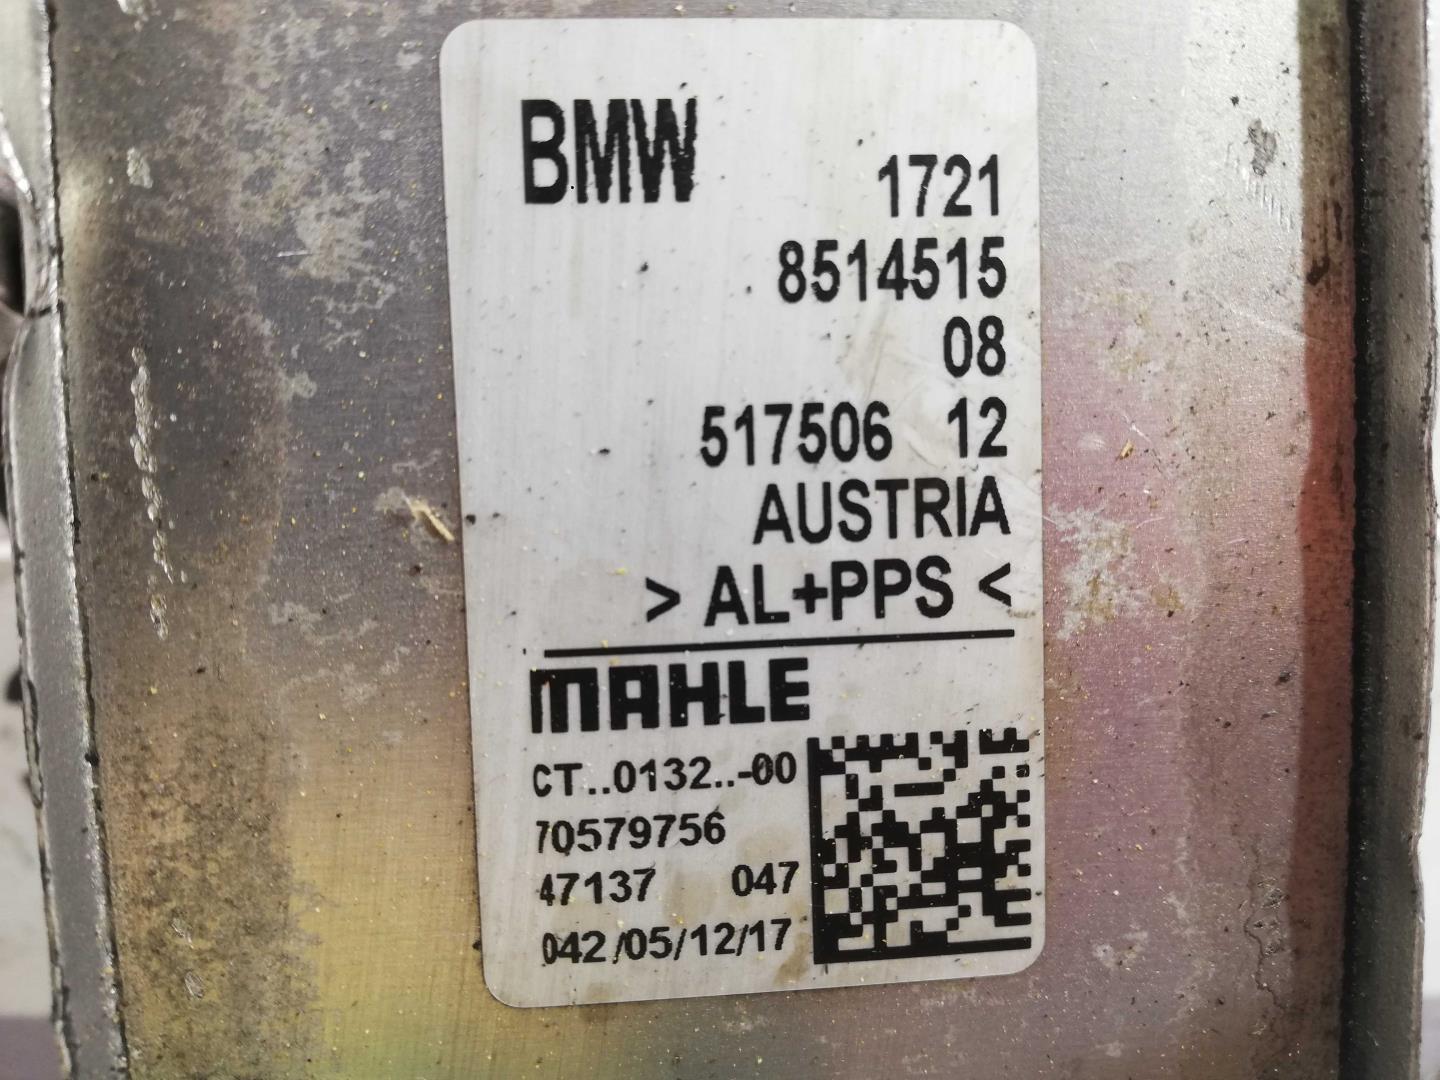 BMW
1721
8514515
08
517506 12
AUSTRIA
> AL+PPS <
MAHLE
CT..0132..-00
70579756
47137 047
042/05/12/17